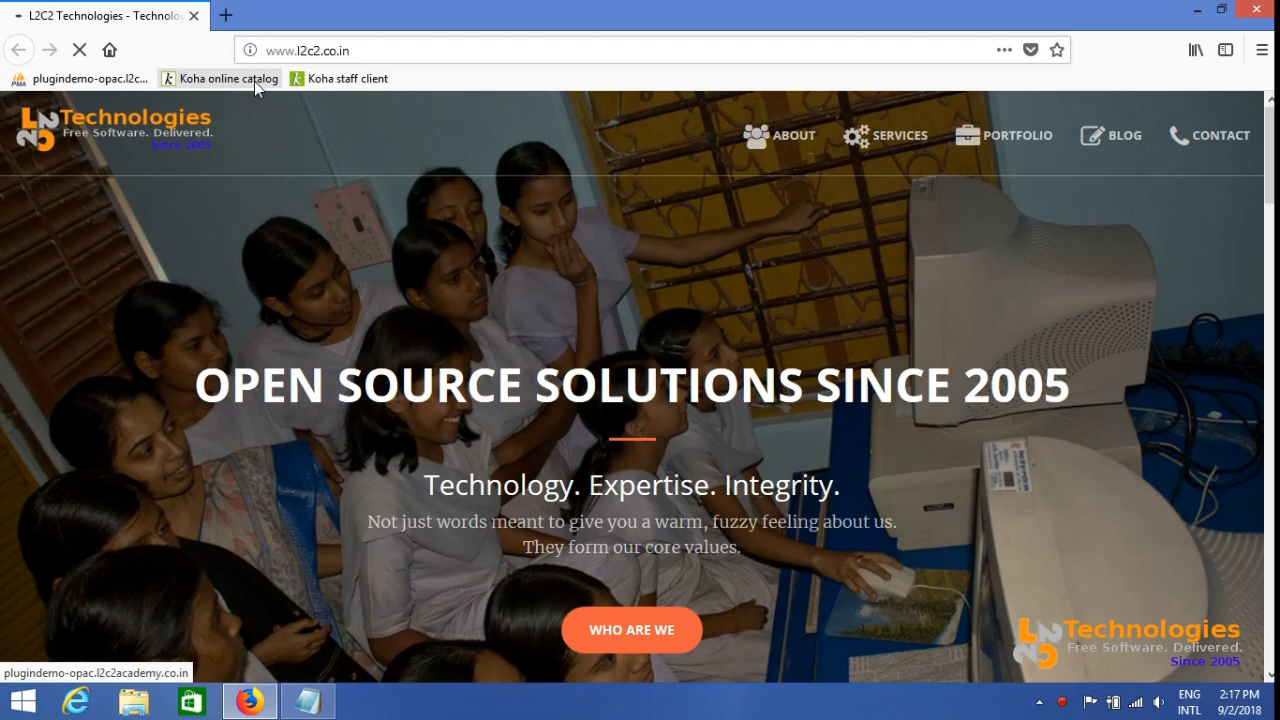 L2C2 Technologies - Technolo
www.l2c2.co.in
plugindemo-opac.l2c...
Koha online catalog
Koha staff client
L2C2 Technologies
Free Software. Delivered.
Since 2005
ABOUT
SERVICES
PORTFOLIO
BLOG
CONTACT
OPEN SOURCE SOLUTIONS SINCE 2005
Technology. Expertise. Integrity.
Not just words meant to give you a warm, fuzzy feeling about us.
They form our core values.
WHO ARE WE
L2C2 Technologies
Free Software. Delivered.
Since 2005
plugindemo-opac.l2c2academy.co.in
ENG
INTL
2:17 PM
9/2/2018